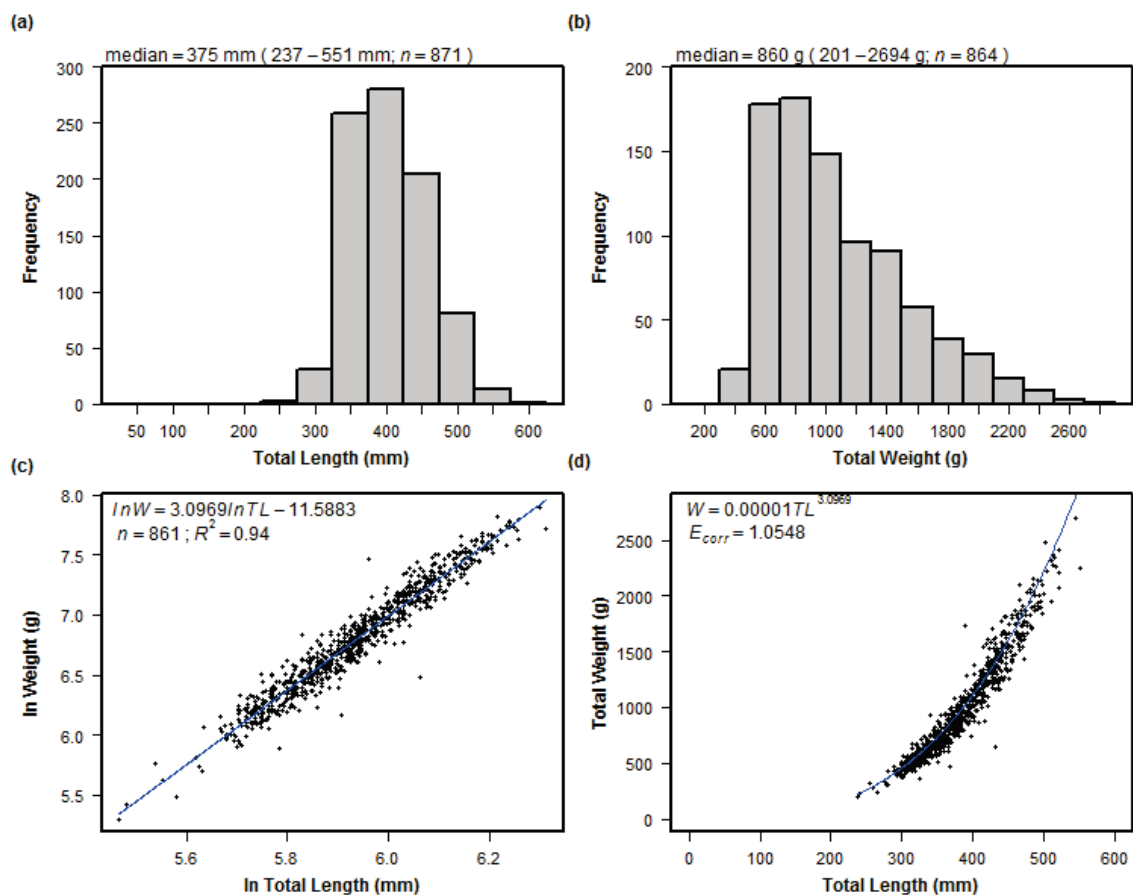 (a)
median = 375 mm ( 237 – 551 mm; n = 871 )
300
250
200
150
100
50
0
Frequency
50 100 200 300 400 500 600
Total Length (mm)
(b)
median = 860 g ( 201 – 2694 g; n = 864 )
200
150
100
50
0
Frequency
200 600 1000 1400 1800 2200 2600
Total Weight (g)
(c)
lnW = 3.0969lnTL – 11.5883
n = 861 ; R² = 0.94
8.0
7.5
7.0
6.5
6.0
5.5
ln Weight (g)
5.6 5.8 6.0 6.2
ln Total Length (mm)
(d)
W = 0.00001TL^3.0969
E_corr = 1.0548
2500
2000
1500
1000
500
0
Total Weight (g)
0 100 200 300 400 500 600
Total Length (mm)